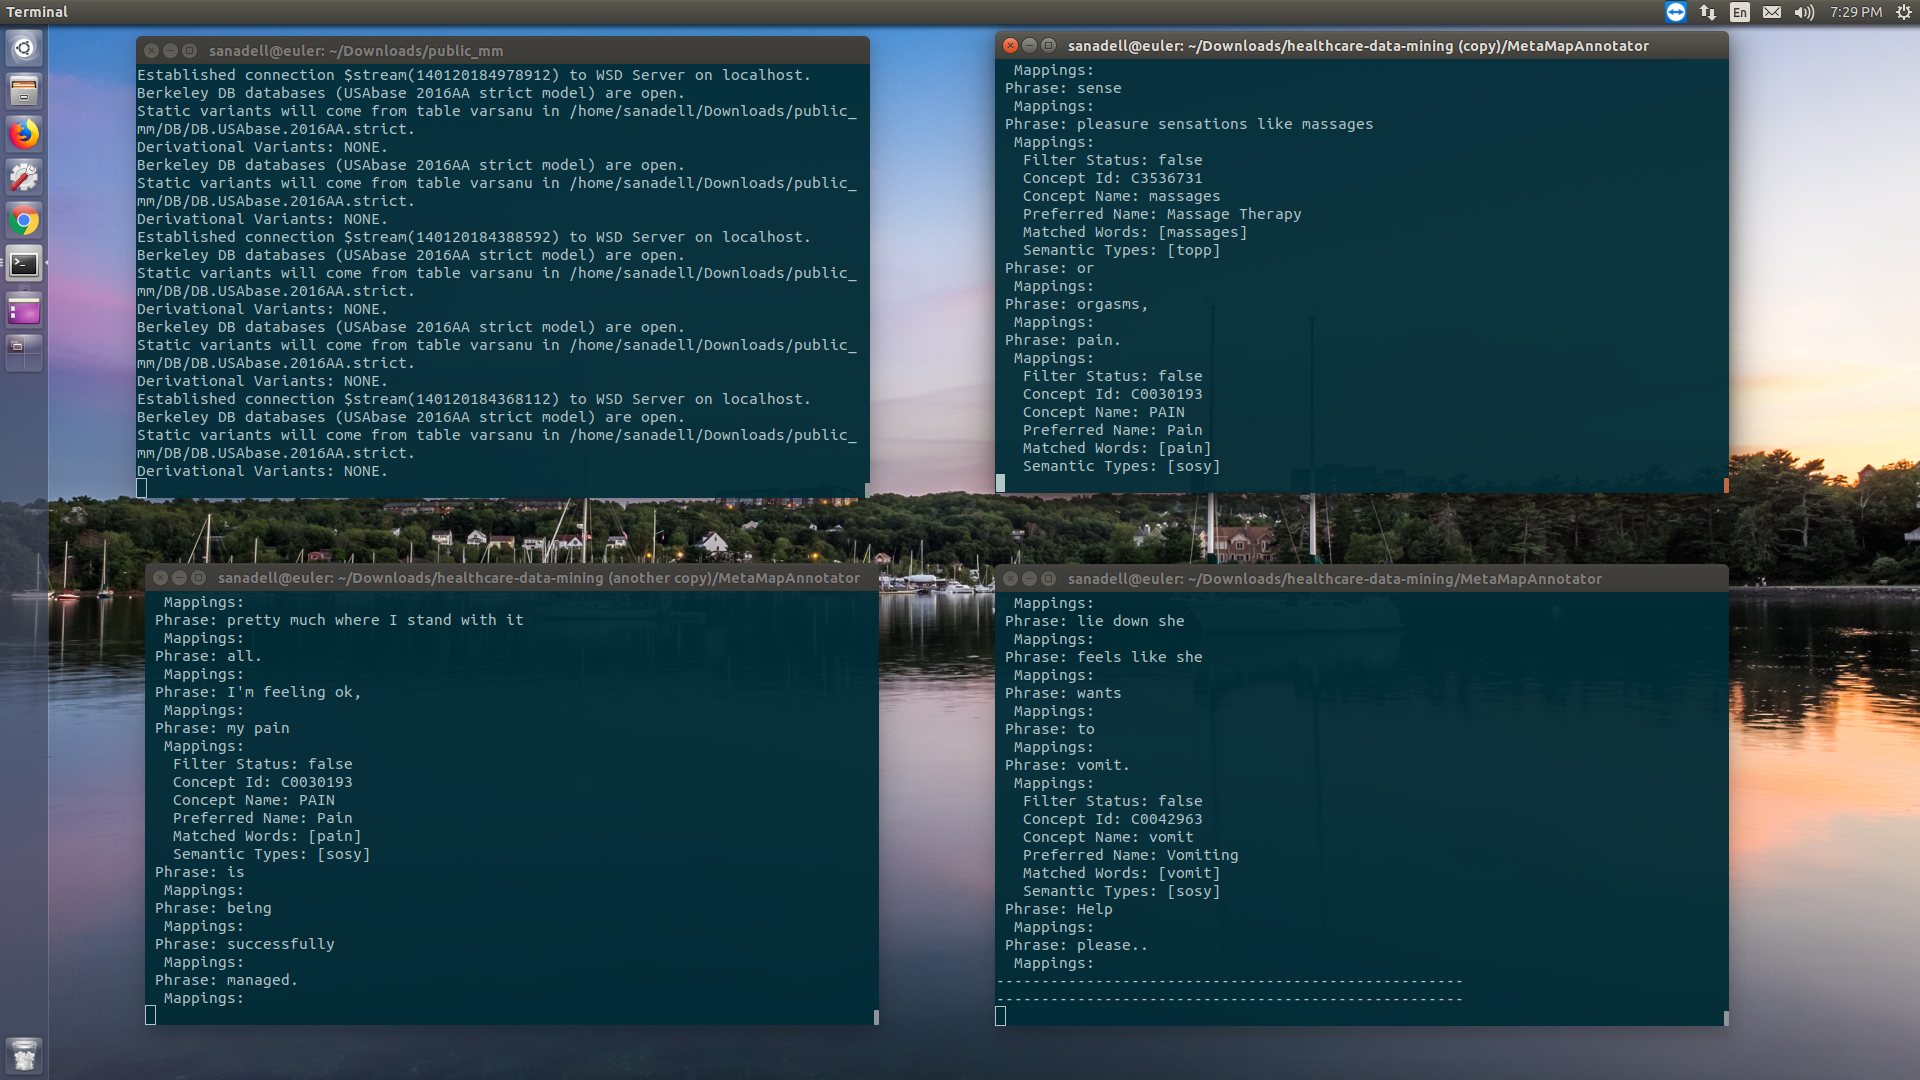 Terminal
En
7:29 PM
sanadell@euler: ~/Downloads/public_mm
Established connection $stream(140120184978912) to WSD Server on localhost.
Berkeley DB databases (USAbase 2016AA strict model) are open.
Static variants will come from table varsanu in /home/sanadell/Downloads/public_
mm/DB/DB.USAbase.2016AA.strict.
Derivational Variants: NONE.
Berkeley DB databases (USAbase 2016AA strict model) are open.
Static variants will come from table varsanu in /home/sanadell/Downloads/public_
mm/DB/DB.USAbase.2016AA.strict.
Derivational Variants: NONE.
Established connection $stream(140120184388592) to WSD Server on localhost.
Berkeley DB databases (USAbase 2016AA strict model) are open.
Static variants will come from table varsanu in /home/sanadell/Downloads/public_
mm/DB/DB.USAbase.2016AA.strict.
Derivational Variants: NONE.
Berkeley DB databases (USAbase 2016AA strict model) are open.
Static variants will come from table varsanu in /home/sanadell/Downloads/public_
mm/DB/DB.USAbase.2016AA.strict.
Derivational Variants: NONE.
Established connection $stream(140120184368112) to WSD Server on localhost.
Berkeley DB databases (USAbase 2016AA strict model) are open.
Static variants will come from table varsanu in /home/sanadell/Downloads/public_
mm/DB/DB.USAbase.2016AA.strict.
Derivational Variants: NONE.
sanadell@euler: ~/Downloads/healthcare-data-mining (copy)/MetaMapAnnotator
Mappings:
Phrase: sense
Mappings:
Phrase: pleasure sensations like massages
Mappings:
Filter Status: false
Concept Id: C3536731
Concept Name: massages
Preferred Name: Massage Therapy
Matched Words: [massages]
Semantic Types: [topp]
Phrase: or
Mappings:
Phrase: orgasms,
Mappings:
Phrase: pain.
Mappings:
Filter Status: false
Concept Id: C0030193
Concept Name: PAIN
Preferred Name: Pain
Matched Words: [pain]
Semantic Types: [sosy]
sanadell@euler: ~/Downloads/healthcare-data-mining (another copy)/MetaMapAnnotator
Mappings:
Phrase: pretty much where I stand with it
Mappings:
Phrase: all.
Mappings:
Phrase: I'm feeling ok,
Mappings:
Phrase: my pain
Mappings:
Filter Status: false
Concept Id: C0030193
Concept Name: PAIN
Preferred Name: Pain
Matched Words: [pain]
Semantic Types: [sosy]
Phrase: is
Mappings:
Phrase: being
Mappings:
Phrase: successfully
Mappings:
Phrase: managed.
Mappings:
sanadell@euler: ~/Downloads/healthcare-data-mining/MetaMapAnnotator
Mappings:
Phrase: lie down she
Mappings:
Phrase: feels like she
Mappings:
Phrase: wants
Mappings:
Phrase: to
Mappings:
Phrase: vomit.
Mappings:
Filter Status: false
Concept Id: C0042963
Concept Name: vomit
Preferred Name: Vomiting
Matched Words: [vomit]
Semantic Types: [sosy]
Phrase: Help
Mappings:
Phrase: please..
Mappings:
----------------------------------------------------
----------------------------------------------------